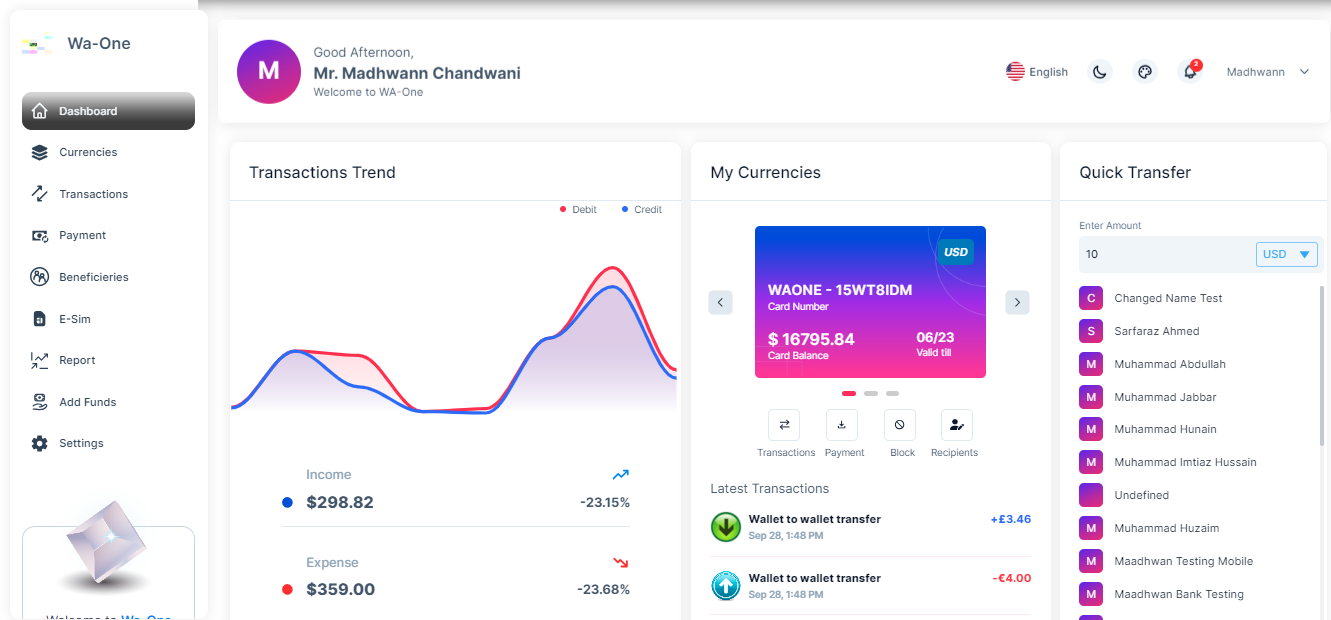 Wa-One
Dashboard
Currencies
Transactions
Payment
Beneficieries
E-Sim
Report
Add Funds
Settings
Welcome to Wa-One
M
Good Afternoon,
Mr. Madhwann Chandwani
Welcome to WA-One
English
2
Madhwann
Transactions Trend
Debit
Credit
Income
$298.82
-23.15%
Expense
$359.00
-23.68%
My Currencies
USD
WAONE - 15WT8IDM
Card Number
$ 16795.84
Card Balance
06/23
Valid till
Transactions
Payment
Block
Recipients
Latest Transactions
Wallet to wallet transfer
+£3.46
Sep 28, 1:48 PM
Wallet to wallet transfer
-€4.00
Sep 28, 1:48 PM
Quick Transfer
Enter Amount
10
USD
C Changed Name Test
S Sarfaraz Ahmed
M Muhammad Abdullah
M Muhammad Jabbar
M Muhammad Hunain
M Muhammad Imtiaz Hussain
Undefined
M Muhammad Huzaim
M Maadhwan Testing Mobile
M Maadhwan Bank Testing